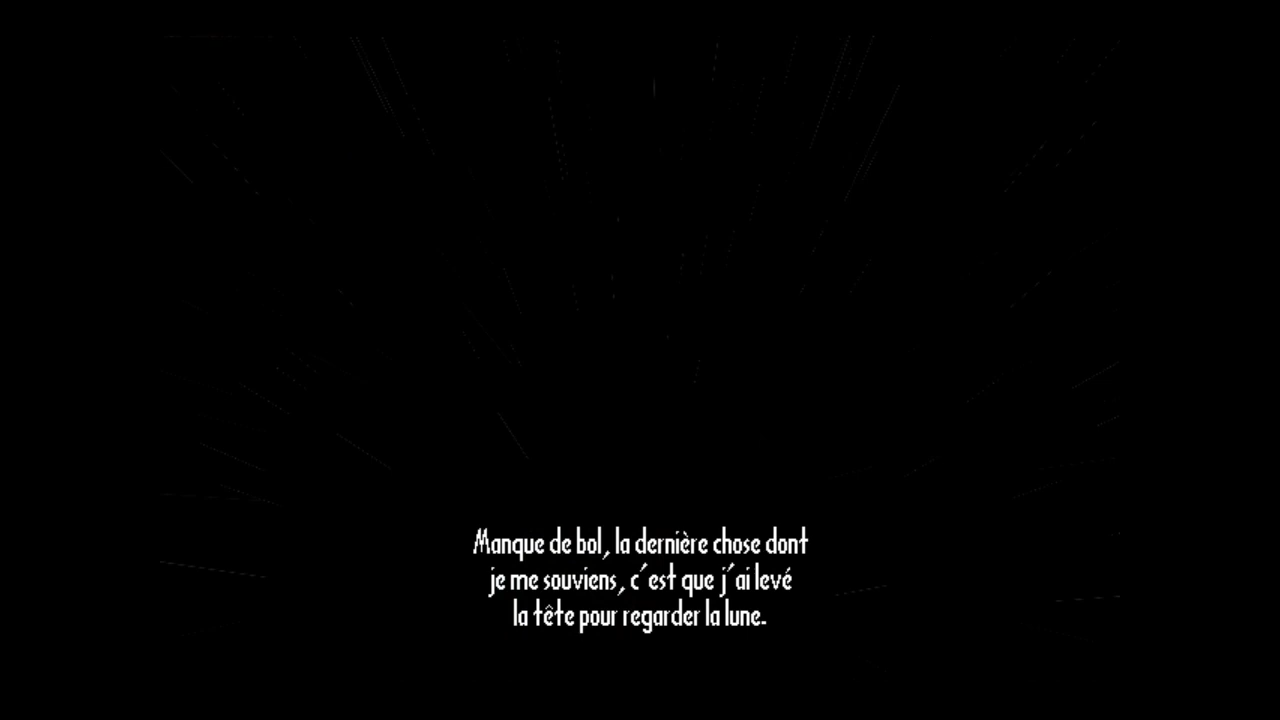 Manque de bol, la dernière chose dont
je me souviens, c'est que j'ai levé
la tête pour regarder la lune.